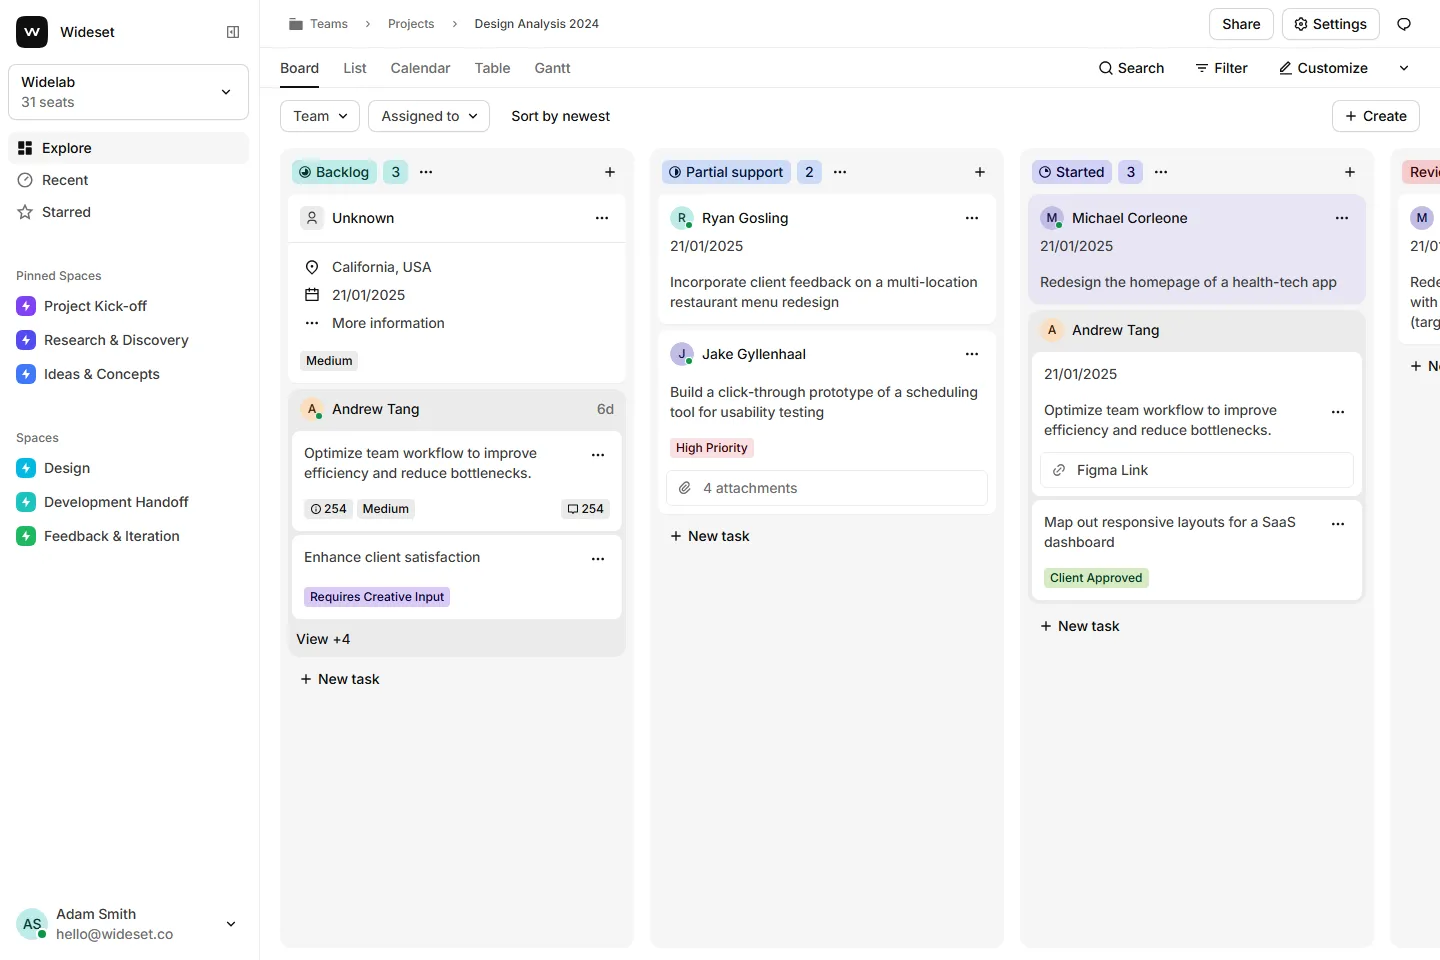 W
Wideset
Widelab
31 seats
Explore
Recent
Starred
Pinned Spaces
Project Kick-off
Research & Discovery
Ideas & Concepts
Spaces
Design
Development Handoff
Feedback & Iteration
AS
Adam Smith
hello@wideset.co
Teams
Projects
Design Analysis 2024
Share
Settings
Board
List
Calendar
Table
Gantt
Search
Filter
Customize
Team
Assigned to
Sort by newest
Create
Backlog
3
Unknown
California, USA
21/01/2025
More information
Medium
A
Andrew Tang
6d
Optimize team workflow to improve
efficiency and reduce bottlenecks.
254
Medium
254
Enhance client satisfaction
Requires Creative Input
View +4
New task
Partial support
2
R
Ryan Gosling
21/01/2025
Incorporate client feedback on a multi-location
restaurant menu redesign
J
Jake Gyllenhaal
Build a click-through prototype of a scheduling
tool for usability testing
High Priority
4 attachments
New task
Started
3
M
Michael Corleone
21/01/2025
Redesign the homepage of a health-tech app
A
Andrew Tang
21/01/2025
Optimize team workflow to improve
efficiency and reduce bottlenecks.
Figma Link
Map out responsive layouts for a SaaS
dashboard
Client Approved
New task
M
with